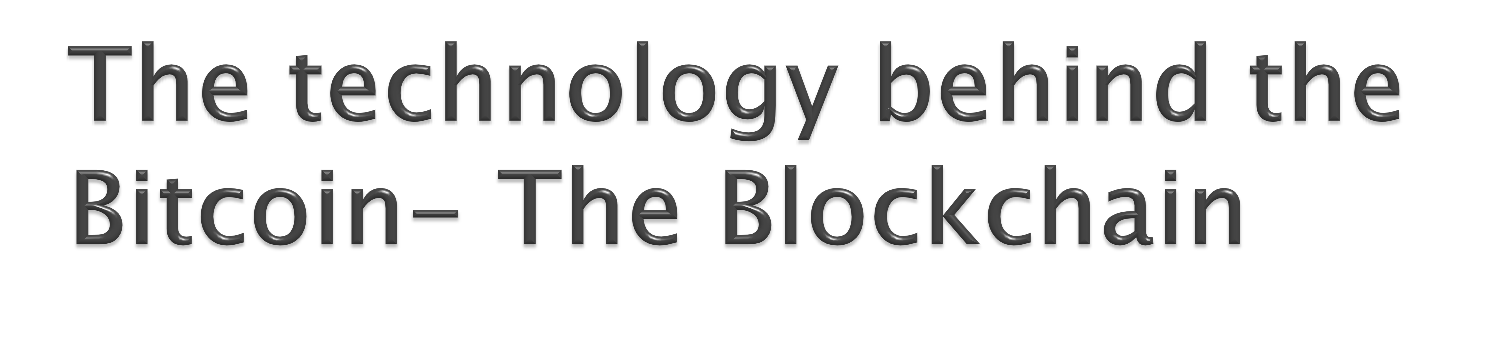 The technology behind the
Bitcoin- The Blockchain